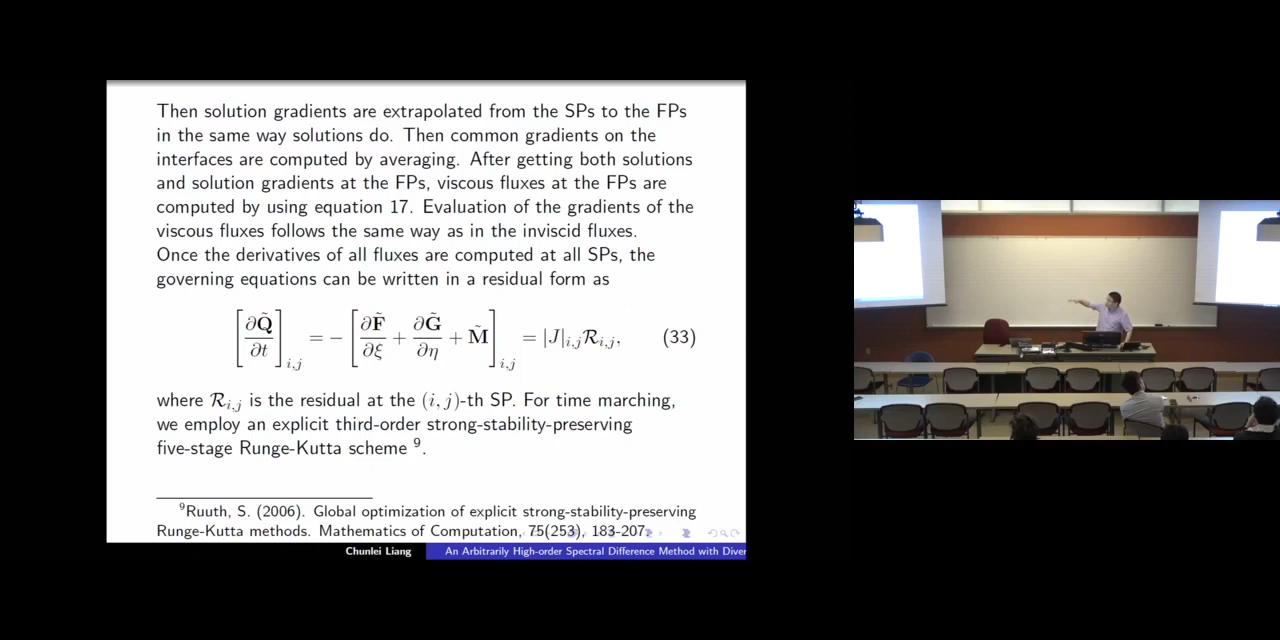 Then solution gradients are extrapolated from the SPs to the FPs
in the same way solutions do. Then common gradients on the
interfaces are computed by averaging. After getting both solutions
and solution gradients at the FPs, viscous fluxes at the FPs are
computed by using equation 17. Evaluation of the gradients of the
viscous fluxes follows the same way as in the inviscid fluxes.
Once the derivatives of all fluxes are computed at all SPs, the
governing equations can be written in a residual form as
[∂Q̃/∂t]_{i,j} = −[∂F̃/∂ξ + ∂G̃/∂η + M̃]_{i,j} = |J|_{i,j} 𝓡_{i,j},   (33)
where 𝓡_{i,j} is the residual at the (i, j)-th SP. For time marching,
we employ an explicit third-order strong-stability-preserving
five-stage Runge-Kutta scheme ⁹.
⁹Ruuth, S. (2006). Global optimization of explicit strong-stability-preserving
Runge-Kutta methods. Mathematics of Computation, 75(253), 183-207.
Chunlei Liang An Arbitrarily High-order Spectral Difference Method with Diver